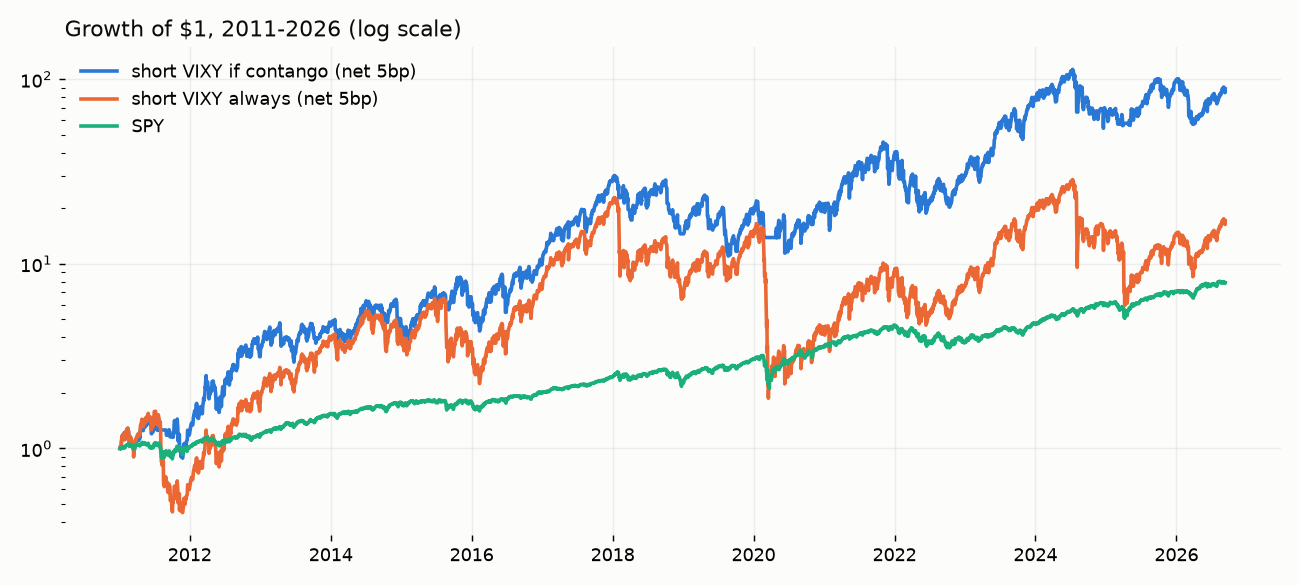 Growth of $1, 2011-2026 (log scale)
short VIXY if contango (net 5bp)
short VIXY always (net 5bp)
SPY
10²
10¹
10⁰
2012 2014 2016 2018 2020 2022 2024 2026